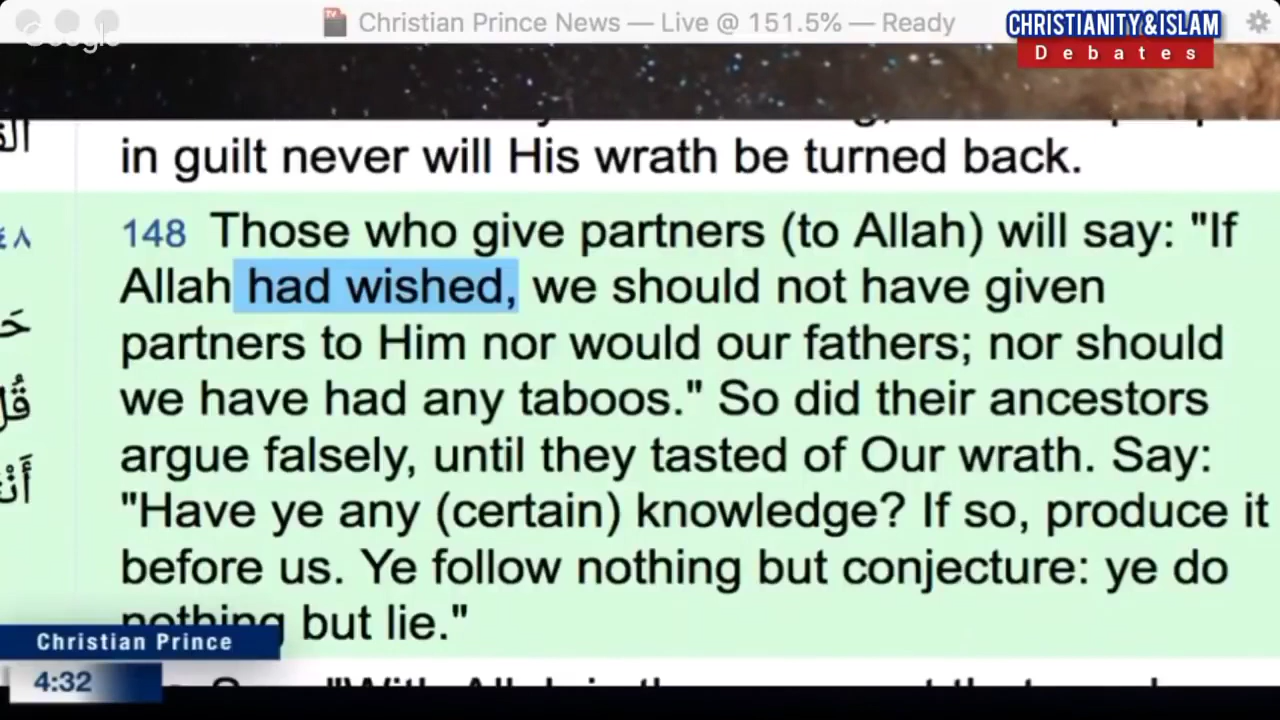 Christian Prince News — Live @ 151.5% — Ready
CHRISTIANITY & ISLAM
Debates
Google
in guilt never will His wrath be turned back.
148 Those who give partners (to Allah) will say: "If
Allah had wished, we should not have given
partners to Him nor would our fathers; nor should
we have had any taboos." So did their ancestors
argue falsely, until they tasted of Our wrath. Say:
"Have ye any (certain) knowledge? If so, produce it
before us. Ye follow nothing but conjecture: ye do
nothing but lie."
Christian Prince
4:32